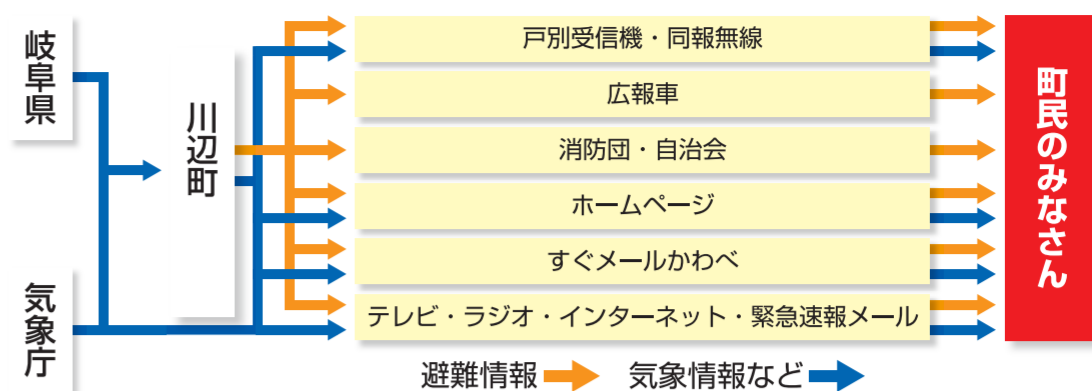 岐阜県
気象庁
川辺町
戸別受信機・同報無線
広報車
消防団・自治会
ホームページ
すぐメールかわべ
テレビ・ラジオ・インターネット・緊急速報メール
町民のみなさん
避難情報 気象情報など